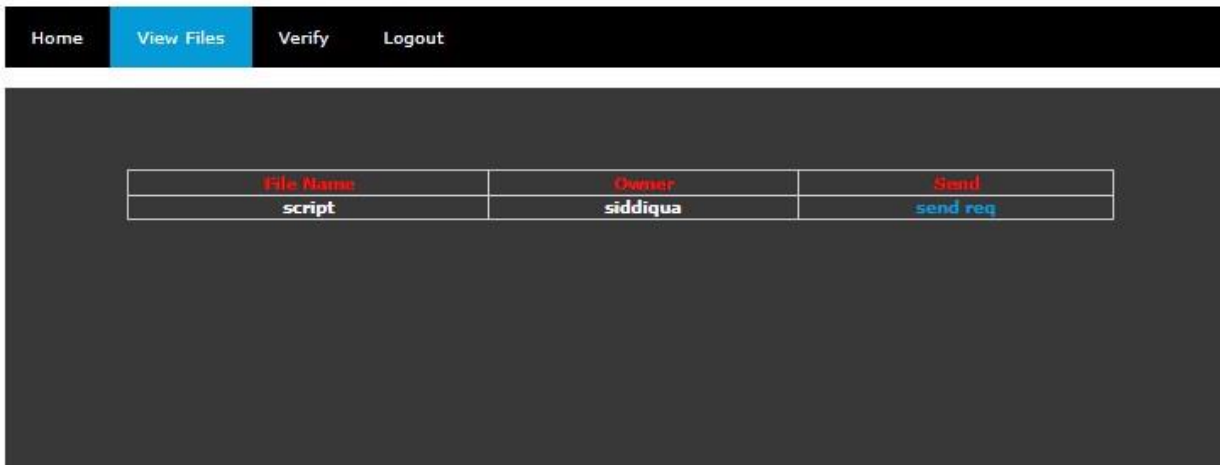 Home View Files Verify Logout
File Name Owner Send
script siddiqua send req